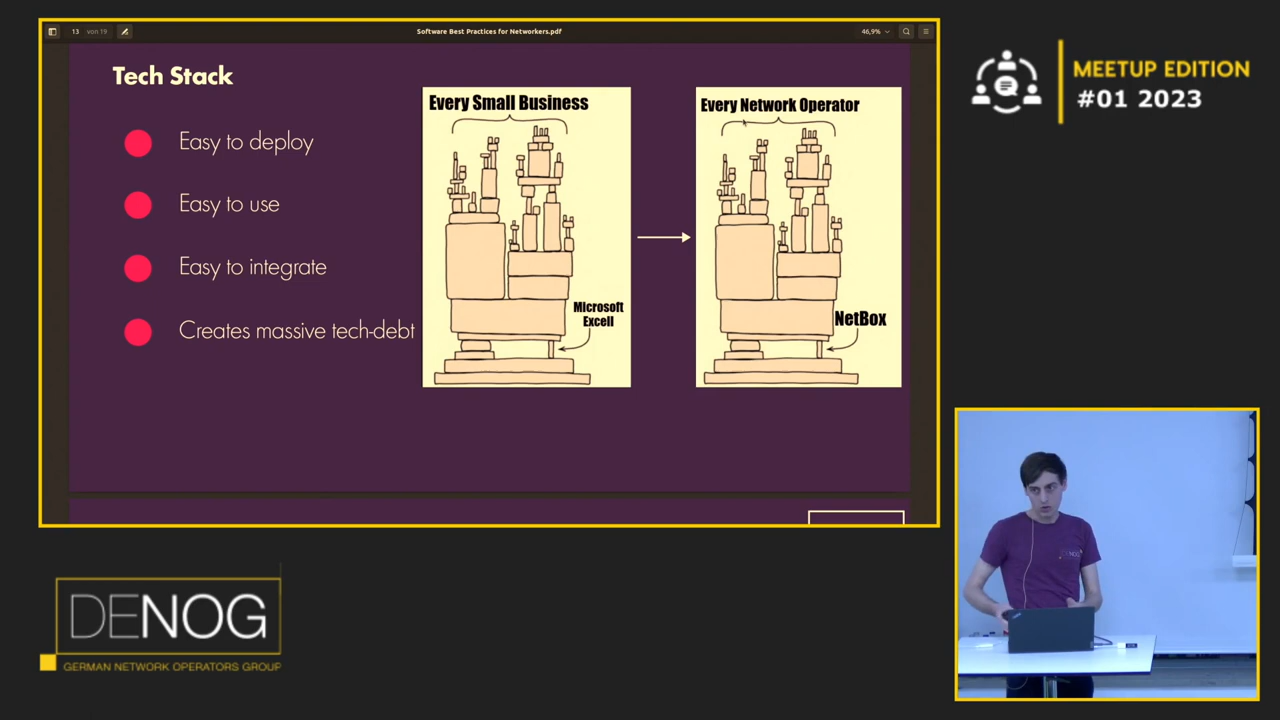 13 von 19
Software Best Practices for Networkers.pdf
46,9%
Tech Stack
Easy to deploy
Easy to use
Easy to integrate
Creates massive tech-debt
Every Small Business
Microsoft
Excell
Every Network Operator
NetBox
MEETUP EDITION
#01 2023
DENOG
GERMAN NETWORK OPERATORS GROUP
DENOG